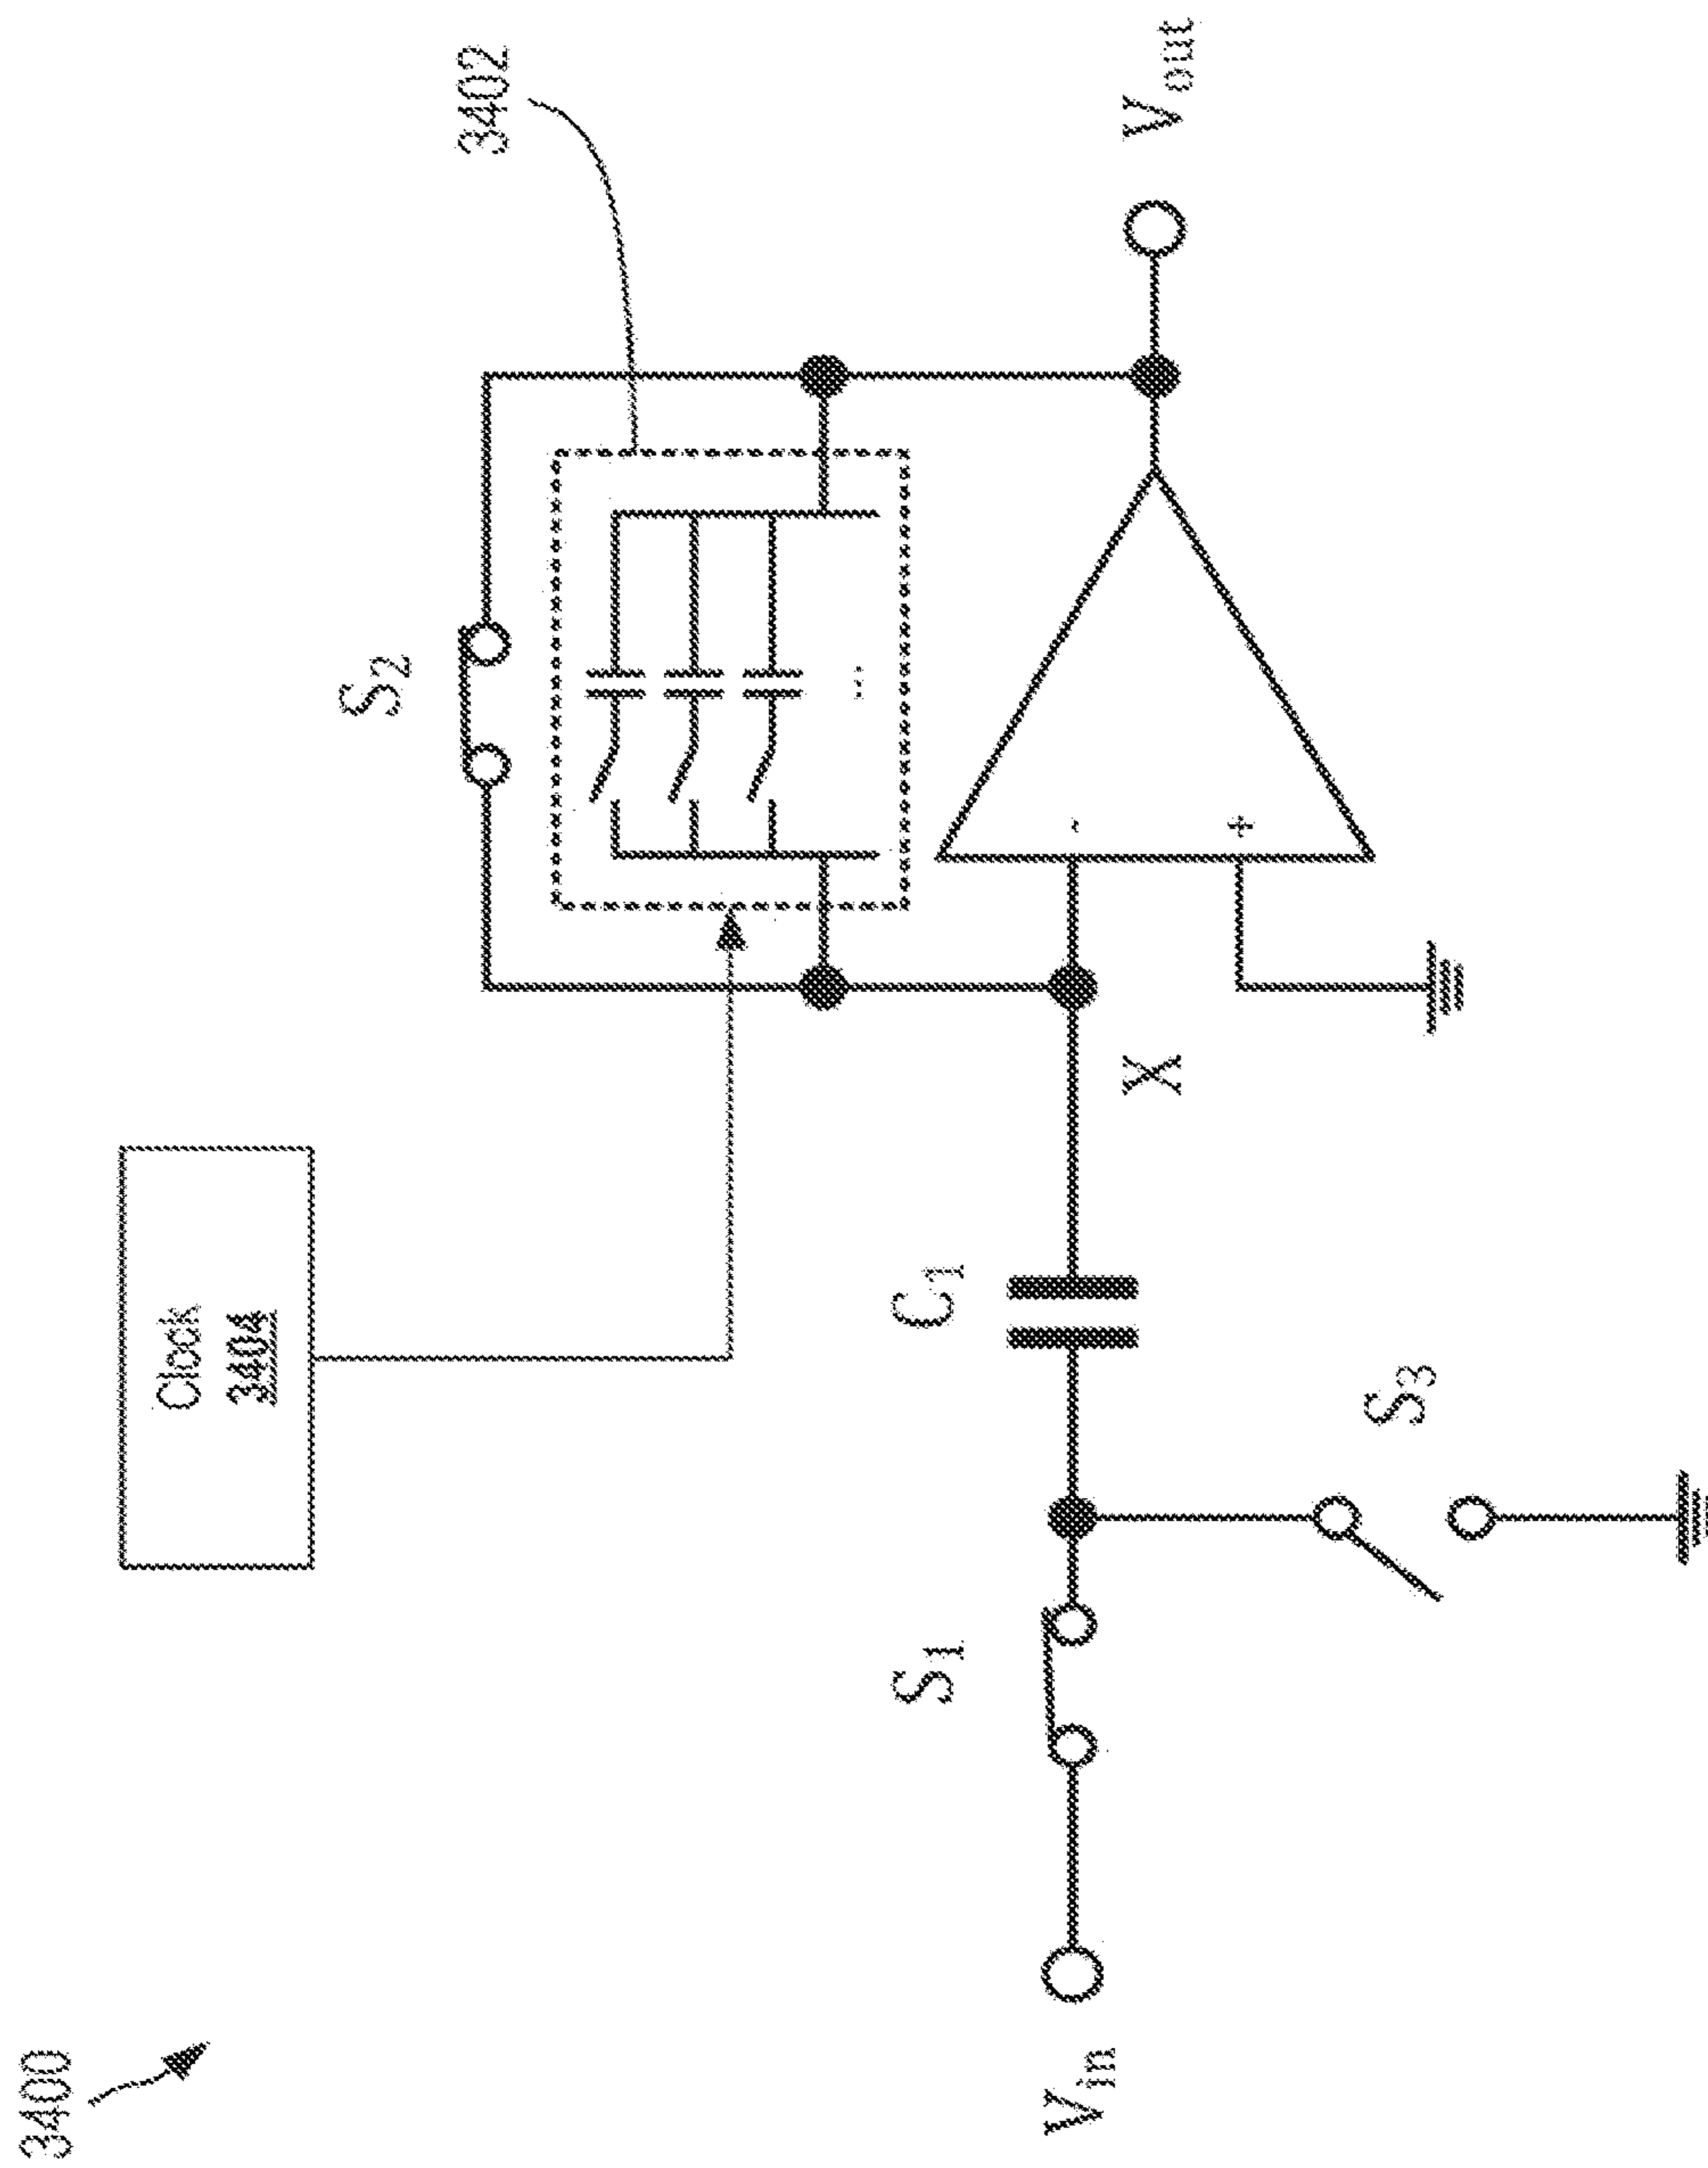 3400
Clock
3404
3402
S2
S1
C1
...
-
+
X
Vin
Vout
S3